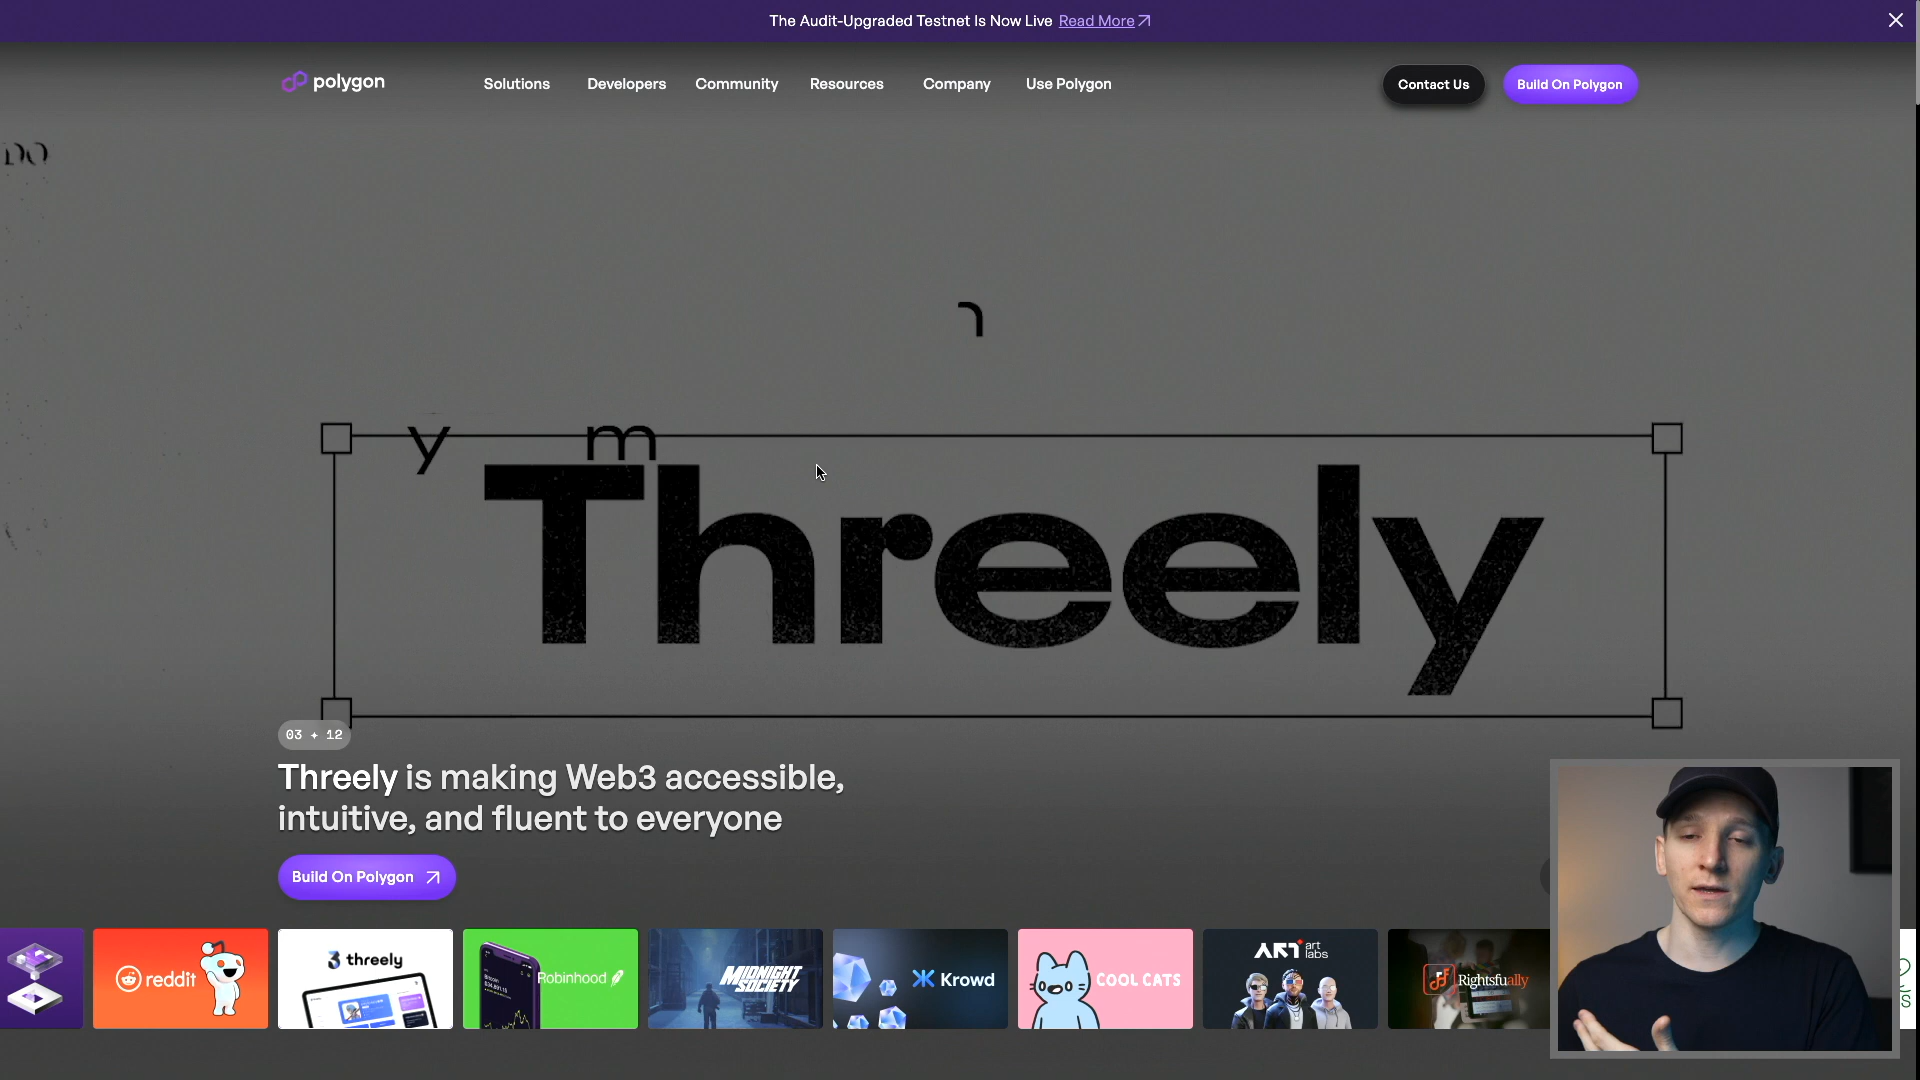 The Audit-Upgraded Testnet Is Now Live Read More
polygon
Solutions Developers Community Resources Company Use Polygon
Contact Us
Build On Polygon
y m
Threely
03 + 12
Threely is making Web3 accessible,
intuitive, and fluent to everyone
Build On Polygon
reddit
3 threely
Robinhood
MIDNIGHT
SOCIETY
Krowd
COOL CATS
ART art
labs
Rightsfually